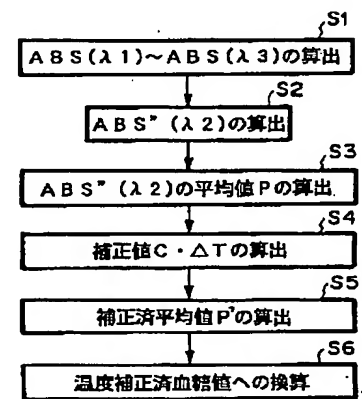 S1
ABS(λ1)~ABS(λ3)の算出
S2
ABS"(λ2)の算出
S3
ABS"(λ2)の平均値Pの算出
S4
補正値C・△Tの算出
S5
補正済平均値P'の算出
S6
温度補正済血糖値への換算